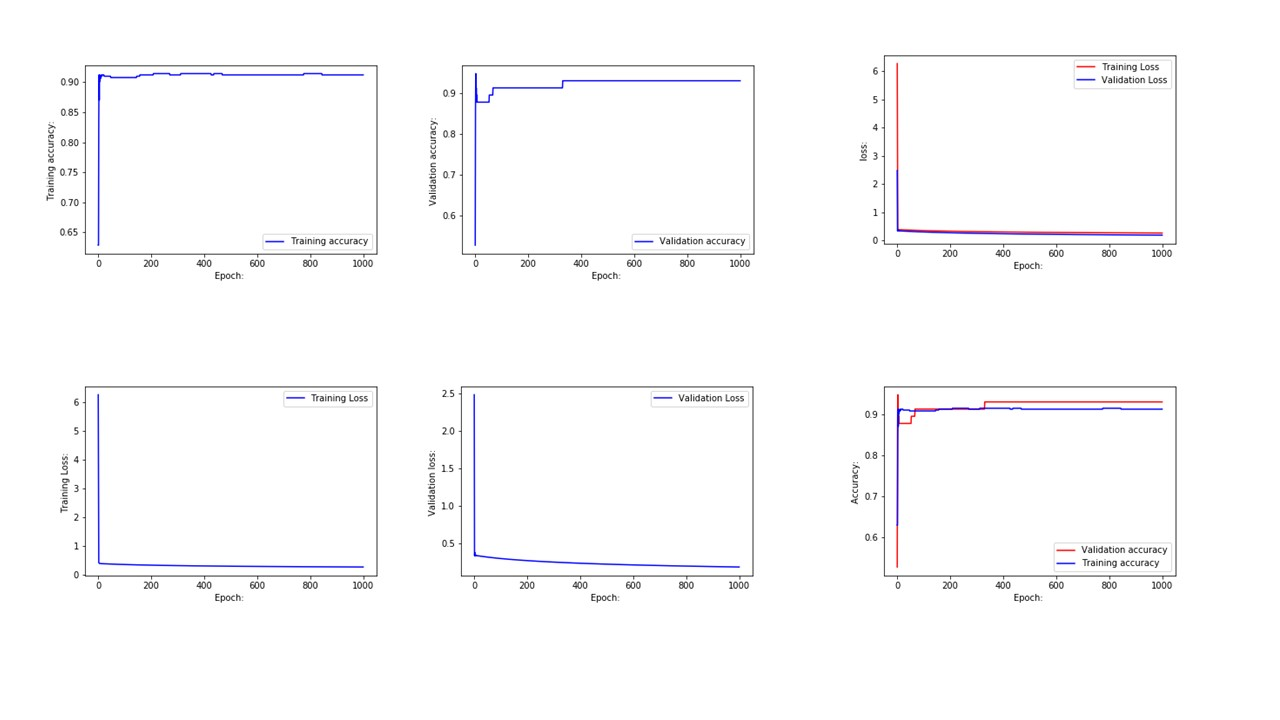 0.90
0.85
0.80
0.75
0.70
0.65
Training accuracy:
Training accuracy
0 200 400 600 800 1000
Epoch:
0.9
0.8
0.7
0.6
Validation accuracy:
Validation accuracy
0 200 400 600 800 1000
Epoch:
6
5
4
3
2
1
0
loss:
Training Loss
Validation Loss
0 200 400 600 800 1000
Epoch:
6
5
4
3
2
1
0
Training Loss:
Training Loss
0 200 400 600 800 1000
Epoch:
2.5
2.0
1.5
1.0
0.5
Validation loss:
Validation Loss
0 200 400 600 800 1000
Epoch:
0.9
0.8
0.7
0.6
Accuracy:
Validation accuracy
Training accuracy
0 200 400 600 800 1000
Epoch: